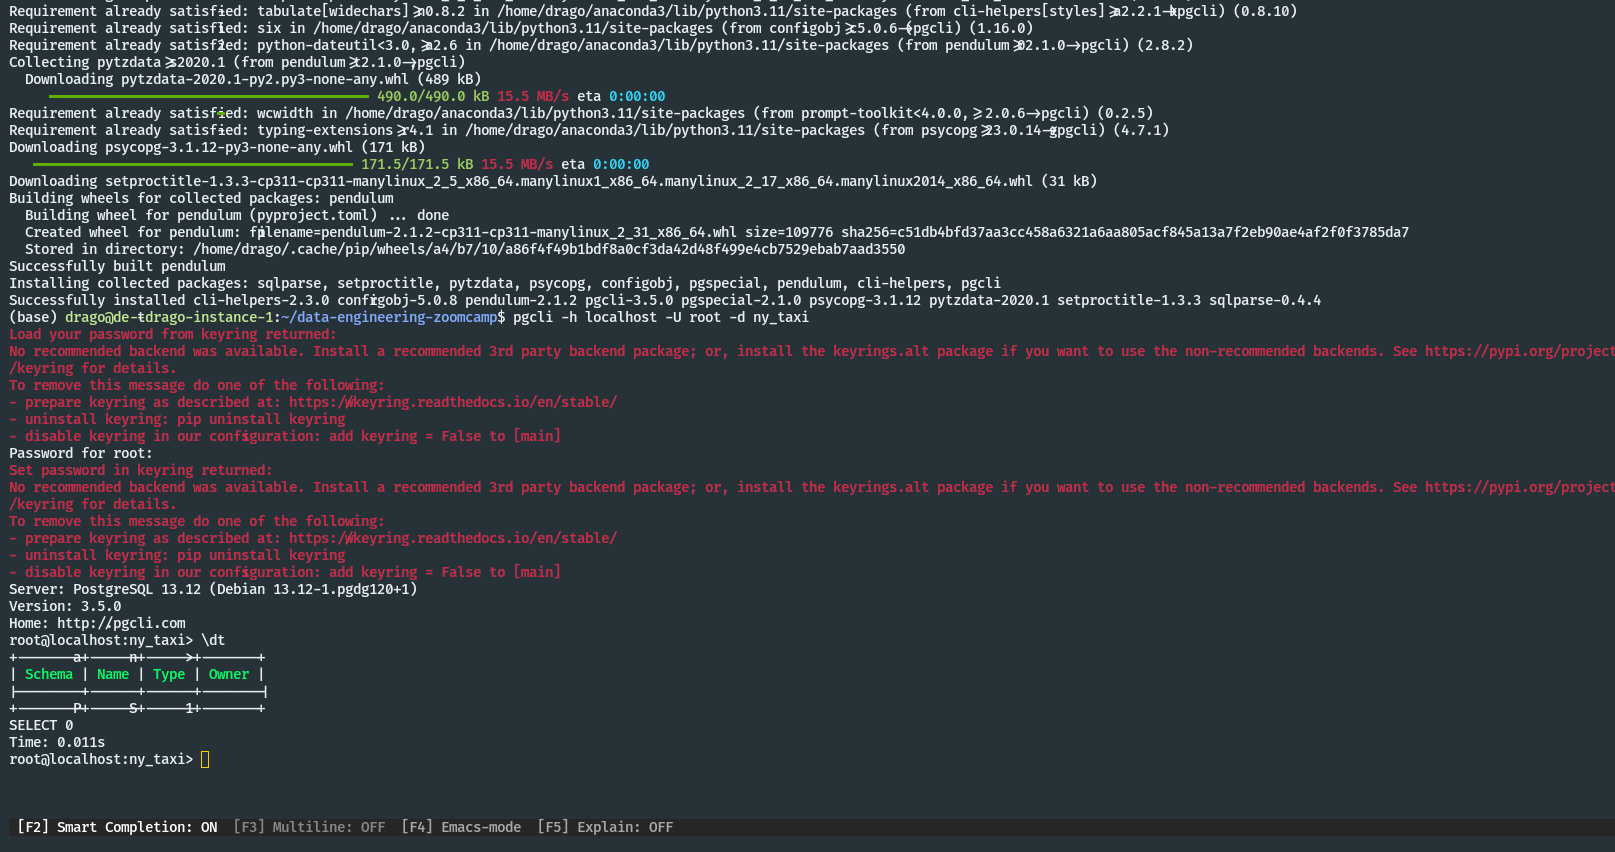 Requirement already satisfied: tabulate[widechars]>=0.8.2 in /home/drago/anaconda3/lib/python3.11/site-packages (from cli-helpers[styles]>=2.2.1->pgcli) (0.8.10)
Requirement already satisfied: six in /home/drago/anaconda3/lib/python3.11/site-packages (from configobj>=5.0.6->pgcli) (1.16.0)
Requirement already satisfied: python-dateutil<3.0,>=2.6 in /home/drago/anaconda3/lib/python3.11/site-packages (from pendulum>=2.1.0->pgcli) (2.8.2)
Collecting pytzdata>=2020.1 (from pendulum>=2.1.0->pgcli)
Downloading pytzdata-2020.1-py2.py3-none-any.whl (489 kB)
490.0/490.0 kB 15.5 MB/s eta 0:00:00
Requirement already satisfied: wcwidth in /home/drago/anaconda3/lib/python3.11/site-packages (from prompt-toolkit<4.0.0,>=2.0.6->pgcli) (0.2.5)
Requirement already satisfied: typing-extensions>=4.1 in /home/drago/anaconda3/lib/python3.11/site-packages (from psycopg>=3.0.14->pgcli) (4.7.1)
Downloading psycopg-3.1.12-py3-none-any.whl (171 kB)
171.5/171.5 kB 15.5 MB/s eta 0:00:00
Downloading setproctitle-1.3.3-cp311-cp311-manylinux_2_5_x86_64.manylinux1_x86_64.manylinux_2_17_x86_64.manylinux2014_x86_64.whl (31 kB)
Building wheels for collected packages: pendulum
Building wheel for pendulum (pyproject.toml) ... done
Created wheel for pendulum: filename=pendulum-2.1.2-cp311-cp311-manylinux_2_31_x86_64.whl size=109776 sha256=c51db4bfd37aa3cc458a6321a6aa805acf845a13a7f2eb90ae4af2f0f3785da7
Stored in directory: /home/drago/.cache/pip/wheels/a4/b7/10/a86f4f49b1bdf8a0cf3da42d48f499e4cb7529ebab7aad3550
Successfully built pendulum
Installing collected packages: sqlparse, setproctitle, pytzdata, psycopg, configobj, pgspecial, pendulum, cli-helpers, pgcli
Successfully installed cli-helpers-2.3.0 configobj-5.0.8 pendulum-2.1.2 pgcli-3.5.0 pgspecial-2.1.0 psycopg-3.1.12 pytzdata-2020.1 setproctitle-1.3.3 sqlparse-0.4.4
(base) drago@de-tdrago-instance-1:~/data-engineering-zoomcamp$ pgcli -h localhost -U root -d ny_taxi
Load your password from keyring returned:
No recommended backend was available. Install a recommended 3rd party backend package; or, install the keyrings.alt package if you want to use the non-recommended backends. See https://pypi.org/project
/keyring for details.
To remove this message do one of the following:
- prepare keyring as described at: https://keyring.readthedocs.io/en/stable/
- uninstall keyring: pip uninstall keyring
- disable keyring in our configuration: add keyring = False to [main]
Password for root:
Set password in keyring returned:
No recommended backend was available. Install a recommended 3rd party backend package; or, install the keyrings.alt package if you want to use the non-recommended backends. See https://pypi.org/project
/keyring for details.
To remove this message do one of the following:
- prepare keyring as described at: https://keyring.readthedocs.io/en/stable/
- uninstall keyring: pip uninstall keyring
- disable keyring in our configuration: add keyring = False to [main]
Server: PostgreSQL 13.12 (Debian 13.12-1.pgdg120+1)
Version: 3.5.0
Home: http://pgcli.com
root@localhost:ny_taxi> \dt
+--------+------+------+-------+
| Schema | Name | Type | Owner |
|--------+------+------+-------|
+--------+------+------+-------+
SELECT 0
Time: 0.011s
root@localhost:ny_taxi>
[F2] Smart Completion: ON [F3] Multiline: OFF [F4] Emacs-mode [F5] Explain: OFF